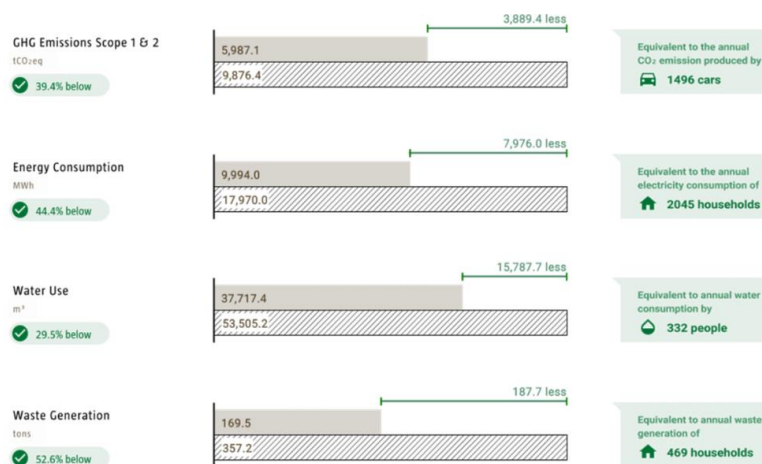 3,889.4 less
GHG Emissions Scope 1 & 2
tCO₂eq
39.4% below
5,987.1
9,876.4
Equivalent to the annual
CO₂ emission produced by
1496 cars
7,976.0 less
Energy Consumption
MWh
44.4% below
9,994.0
17,970.0
Equivalent to the annual
electricity consumption of
2045 households
15,787.7 less
Water Use
m³
29.5% below
37,717.4
53,505.2
Equivalent to annual water
consumption by
332 people
187.7 less
Waste Generation
tons
52.6% below
169.5
357.2
Equivalent to annual waste
generation of
469 households